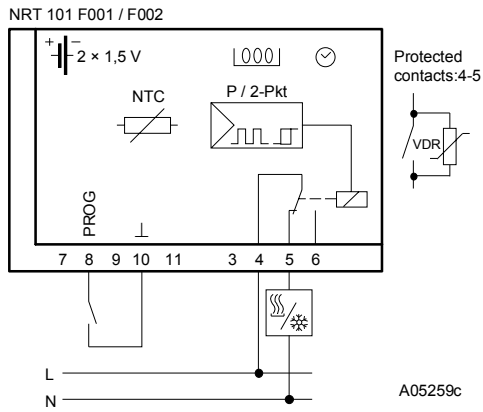 NRT 101 F001 / F002
+ -
2 × 1,5 V
000
Protected
contacts:4-5
NTC
P / 2-Pkt
VDR
PROG
7 8 9 10 11 3 4 5 6
L
N
A05259c